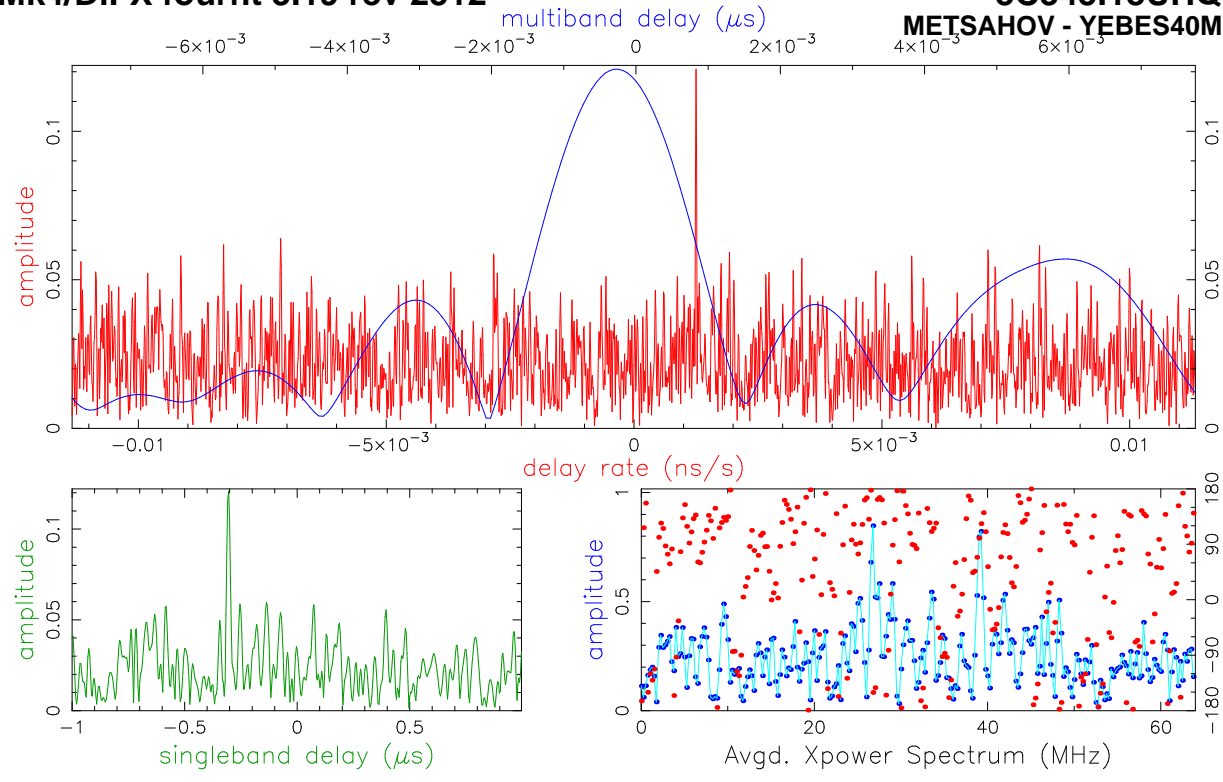 multiband delay (μs)
METSAHOV - YEBES40M
−6×10⁻³ −4×10⁻³ −2×10⁻³ 0 2×10⁻³ 4×10⁻³ 6×10⁻³
amplitude
0 0.05 0.1
0 0.05 0.1
−0.01 −5×10⁻³ 0 5×10⁻³ 0.01
delay rate (ns/s)
amplitude
0 0.05 0.1
−1 −0.5 0 0.5
singleband delay (μs)
amplitude
0 0.5 1
−180 −90 0 90 180
0 20 40 60
Avgd. Xpower Spectrum (MHz)